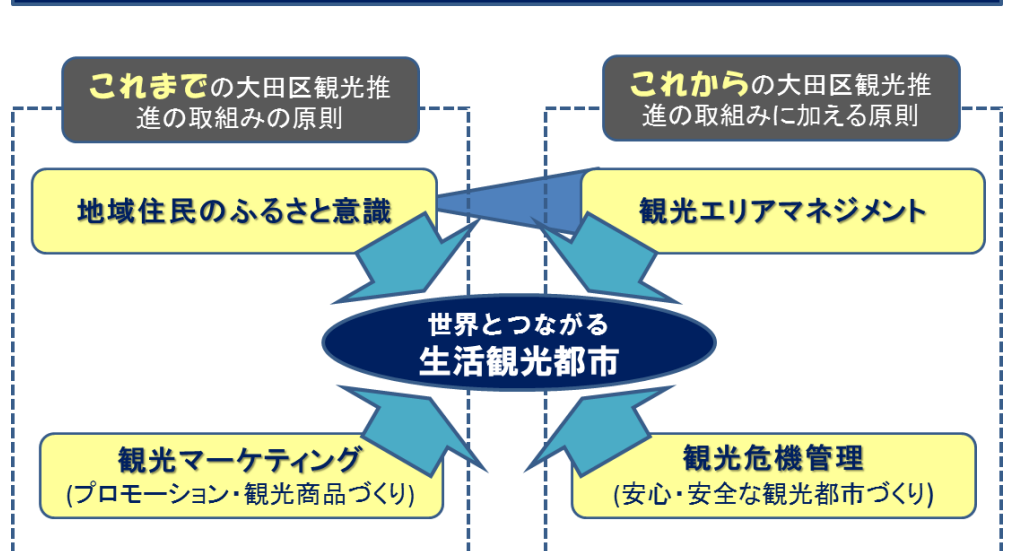 これまでの大田区観光推
進の取組みの原則
これからの大田区観光推
進の取組みに加える原則
地域住民のふるさと意識
観光エリアマネジメント
世界とつながる
生活観光都市
観光マーケティング
(プロモーション・観光商品づくり)
観光危機管理
(安心・安全な観光都市づくり)